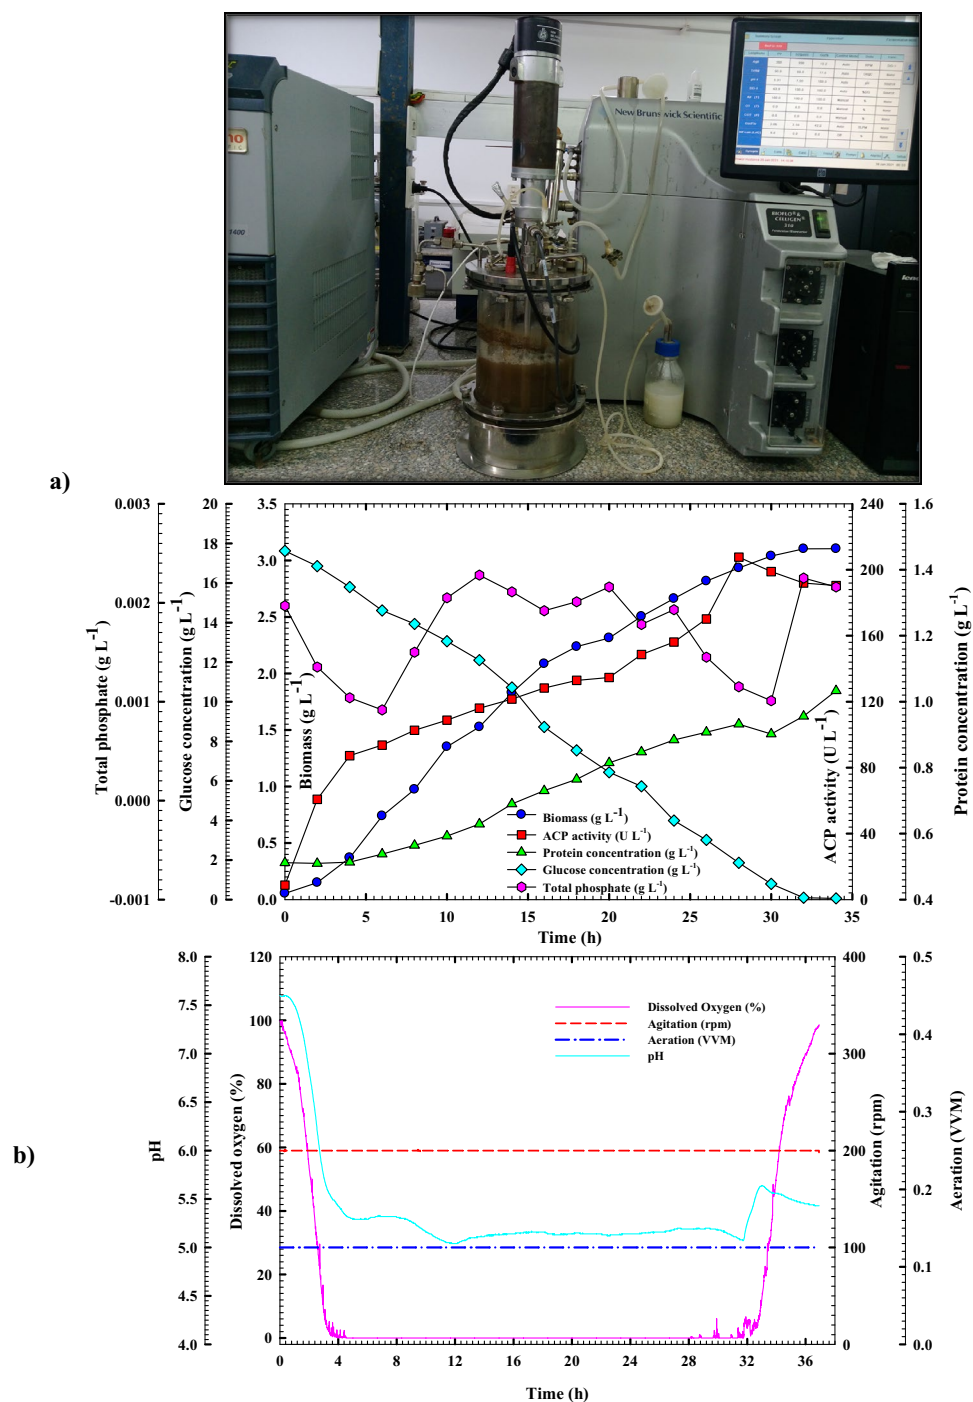 New Brunswick Scientific
BIOFLO® &
CELLIGEN®
310
1400
a)
0.003
0.002
0.001
0.000
-0.001
Total phosphate (g L-1)
20
18
16
14
12
10
8
6
4
2
0
Glucose concentration (g L-1)
3.5
3.0
2.5
2.0
1.5
1.0
0.5
0.0
Biomass (g L-1)
240
200
160
120
80
40
0
ACP activity (U L-1)
1.6
1.4
1.2
1.0
0.8
0.6
0.4
Protein concentration (g L-1)
Biomass (g L-1)
ACP activity (U L-1)
Protein concentration (g L-1)
Glucose concentration (g L-1)
Total phosphate (g L-1)
0 5 10 15 20 25 30 35
Time (h)
b)
8.0
7.5
7.0
6.5
6.0
5.5
5.0
4.5
4.0
pH
120
100
80
60
40
20
0
Dissolved oxygen (%)
400
300
200
100
0
Agitation (rpm)
0.5
0.4
0.3
0.2
0.1
0.0
Aeration (VVM)
Dissolved Oxygen (%)
Agitation (rpm)
Aeration (VVM)
pH
0 4 8 12 16 20 24 28 32 36
Time (h)